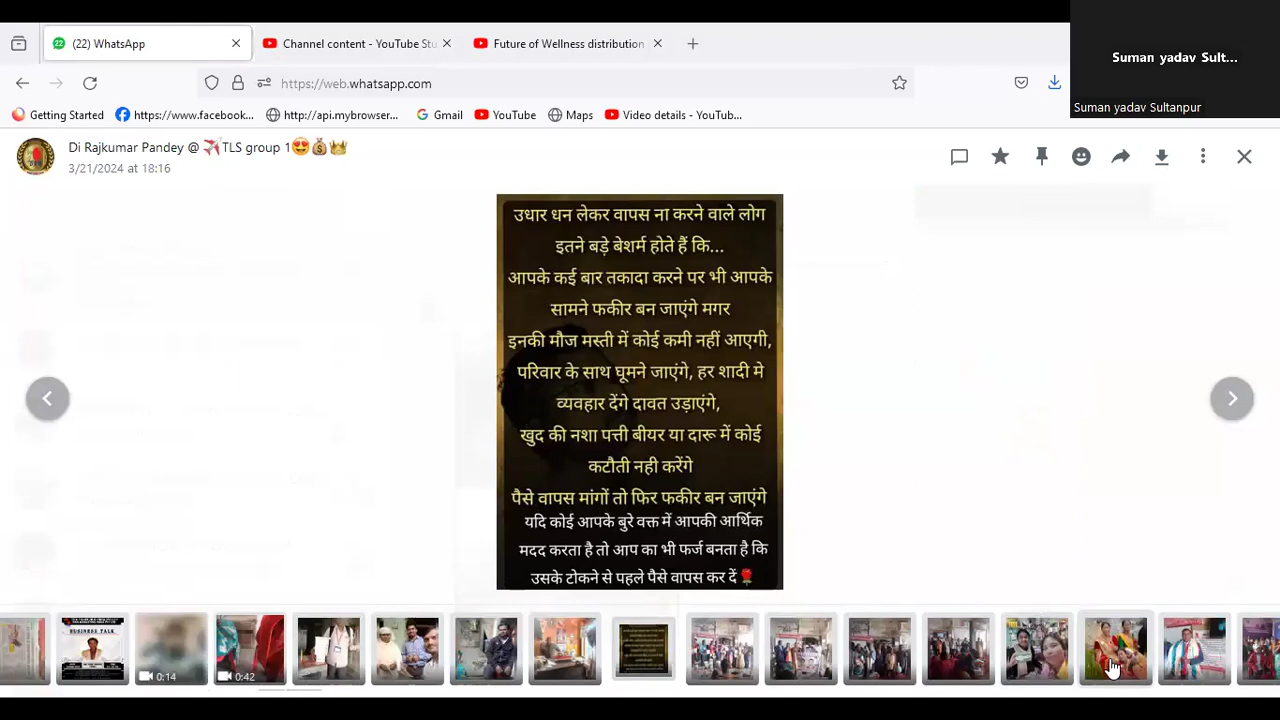 (22) WhatsApp
Channel content - YouTube Stu
Future of Wellness distribution
Suman yadav Sult...
Suman yadav Sultanpur
https://web.whatsapp.com
Getting Started
https://www.facebook...
http://api.mybrowser...
Gmail
YouTube
Maps
Video details - YouTub...
Di Rajkumar Pandey @ ✈️TLS group 1😍💰👑
3/21/2024 at 18:16
उधार धन लेकर वापस ना करने वाले लोग
इतने बड़े बेशर्म होते हैं कि...
आपके कई बार तकादा करने पर भी आपके
सामने फकीर बन जाएंगे मगर
इनकी मौज मस्ती में कोई कमी नहीं आएगी,
परिवार के साथ घूमने जाएंगे, हर शादी मे
व्यवहार देंगे दावत उड़ाएंगे,
खुद की नशा पत्ती बीयर या दारू में कोई
कटौती नही करेंगे
पैसे वापस मांगों तो फिर फकीर बन जाएंगे
यदि कोई आपके बुरे वक्त में आपकी आर्थिक
मदद करता है तो आप का भी फर्ज बनता है कि
उसके टोकने से पहले पैसे वापस कर दें🌹
BUSINESS TALK
0:14
0:42